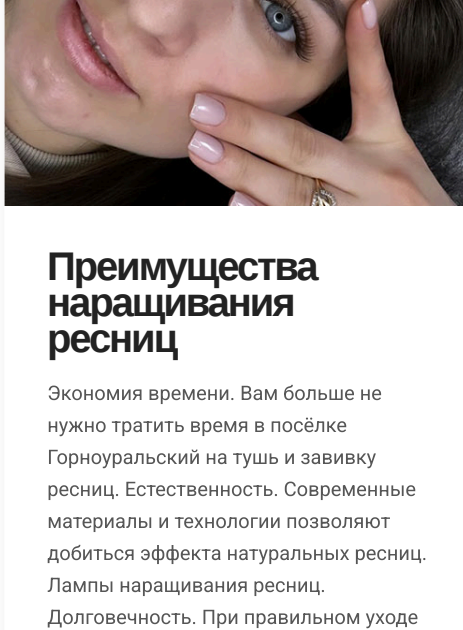 Преимущества
наращивания
ресниц
Экономия времени. Вам больше не
нужно тратить время в посёлке
Горноуральский на тушь и завивку
ресниц. Естественность. Современные
материалы и технологии позволяют
добиться эффекта натуральных ресниц.
Лампы наращивания ресниц.
Долговечность. При правильном уходе